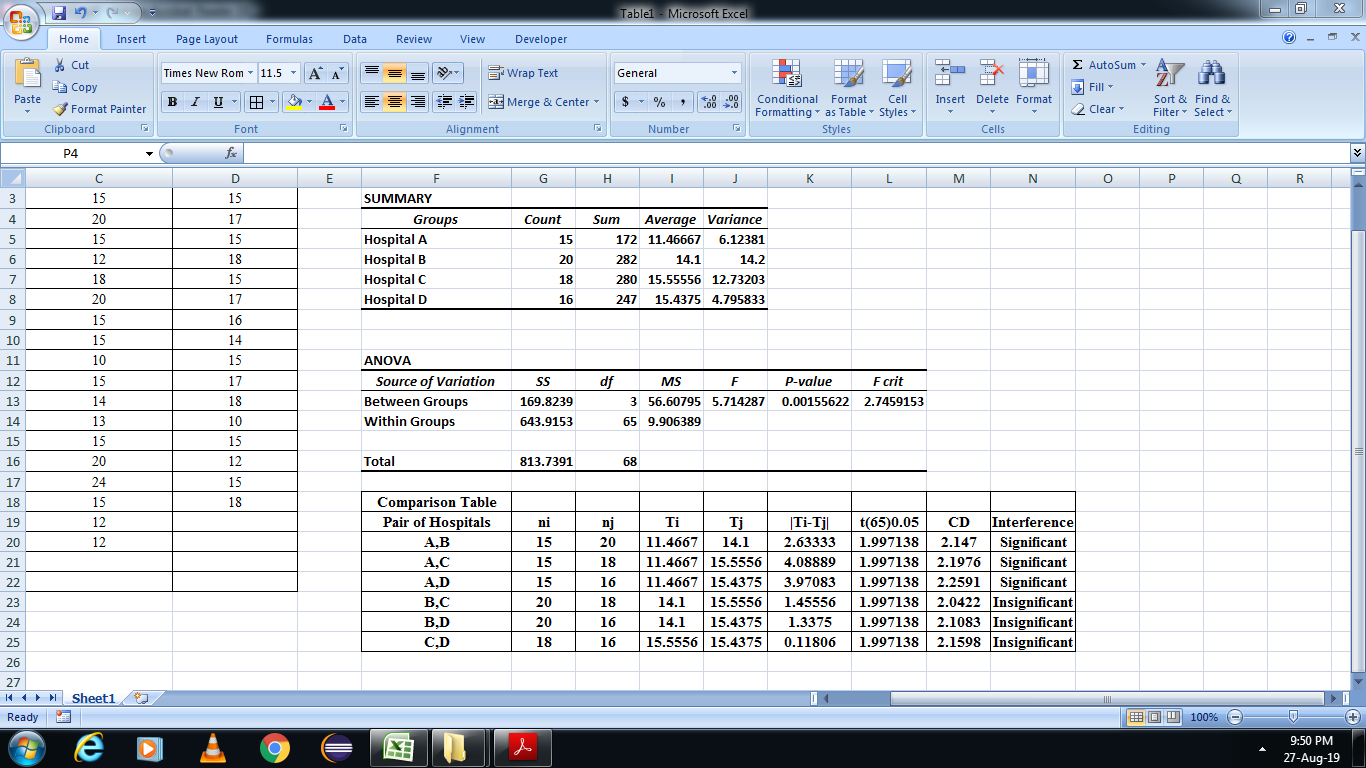 Table1 - Microsoft Excel
Home Insert Page Layout Formulas Data Review View Developer
Paste
Cut
Copy
Format Painter
Clipboard
Times New Rom 11.5
B I U
Font
Wrap Text
Merge & Center
Alignment
General
$ % ,
Number
Conditional Formatting
Format as Table
Cell Styles
Styles
Insert Delete Format
Cells
Σ AutoSum
Fill
Clear
Sort & Filter
Find & Select
Editing
P4 fx
C D E F G H I J K L M N O P Q R
3 15 15 SUMMARY
4 20 17 Groups Count Sum Average Variance
5 15 15 Hospital A 15 172 11.46667 6.12381
6 12 18 Hospital B 20 282 14.1 14.2
7 18 15 Hospital C 18 280 15.55556 12.73203
8 20 17 Hospital D 16 247 15.4375 4.795833
9 15 16
10 15 14
11 10 15 ANOVA
12 15 17 Source of Variation SS df MS F P-value F crit
13 14 18 Between Groups 169.8239 3 56.60795 5.714287 0.00155622 2.7459153
14 13 10 Within Groups 643.9153 65 9.906389
15 15 15
16 20 12 Total 813.7391 68
17 24 15
18 15 18 Comparison Table
19 12 Pair of Hospitals ni nj Ti Tj |Ti-Tj| t(65)0.05 CD Interference
20 12 A,B 15 20 11.4667 14.1 2.63333 1.997138 2.147 Significant
21 A,C 15 18 11.4667 15.5556 4.08889 1.997138 2.1976 Significant
22 A,D 15 16 11.4667 15.4375 3.97083 1.997138 2.2591 Significant
23 B,C 20 18 14.1 15.5556 1.45556 1.997138 2.0422 Insignificant
24 B,D 20 16 14.1 15.4375 1.3375 1.997138 2.1083 Insignificant
25 C,D 18 16 15.5556 15.4375 0.11806 1.997138 2.1598 Insignificant
26
27
Sheet1
Ready 100%
9:50 PM
27-Aug-19